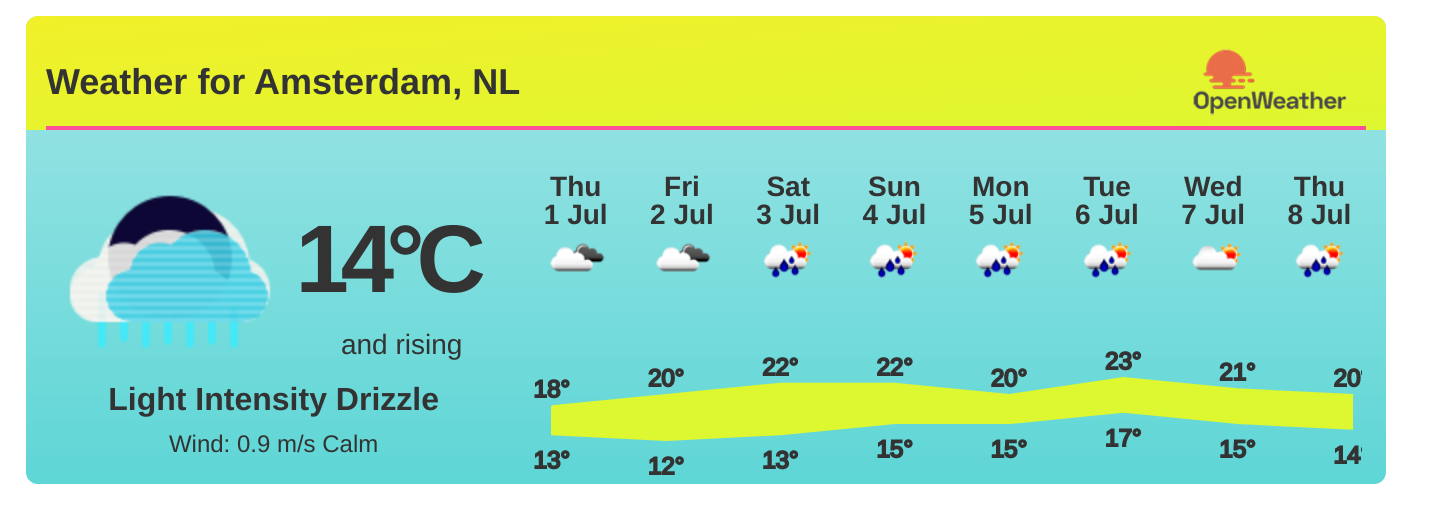 Weather for Amsterdam, NL
OpenWeather
14°C
and rising
Light Intensity Drizzle
Wind: 0.9 m/s Calm
Thu Fri Sat Sun Mon Tue Wed Thu
1 Jul 2 Jul 3 Jul 4 Jul 5 Jul 6 Jul 7 Jul 8 Jul
18° 20° 22° 22° 20° 23° 21° 20°
13° 12° 13° 15° 15° 17° 15° 14°